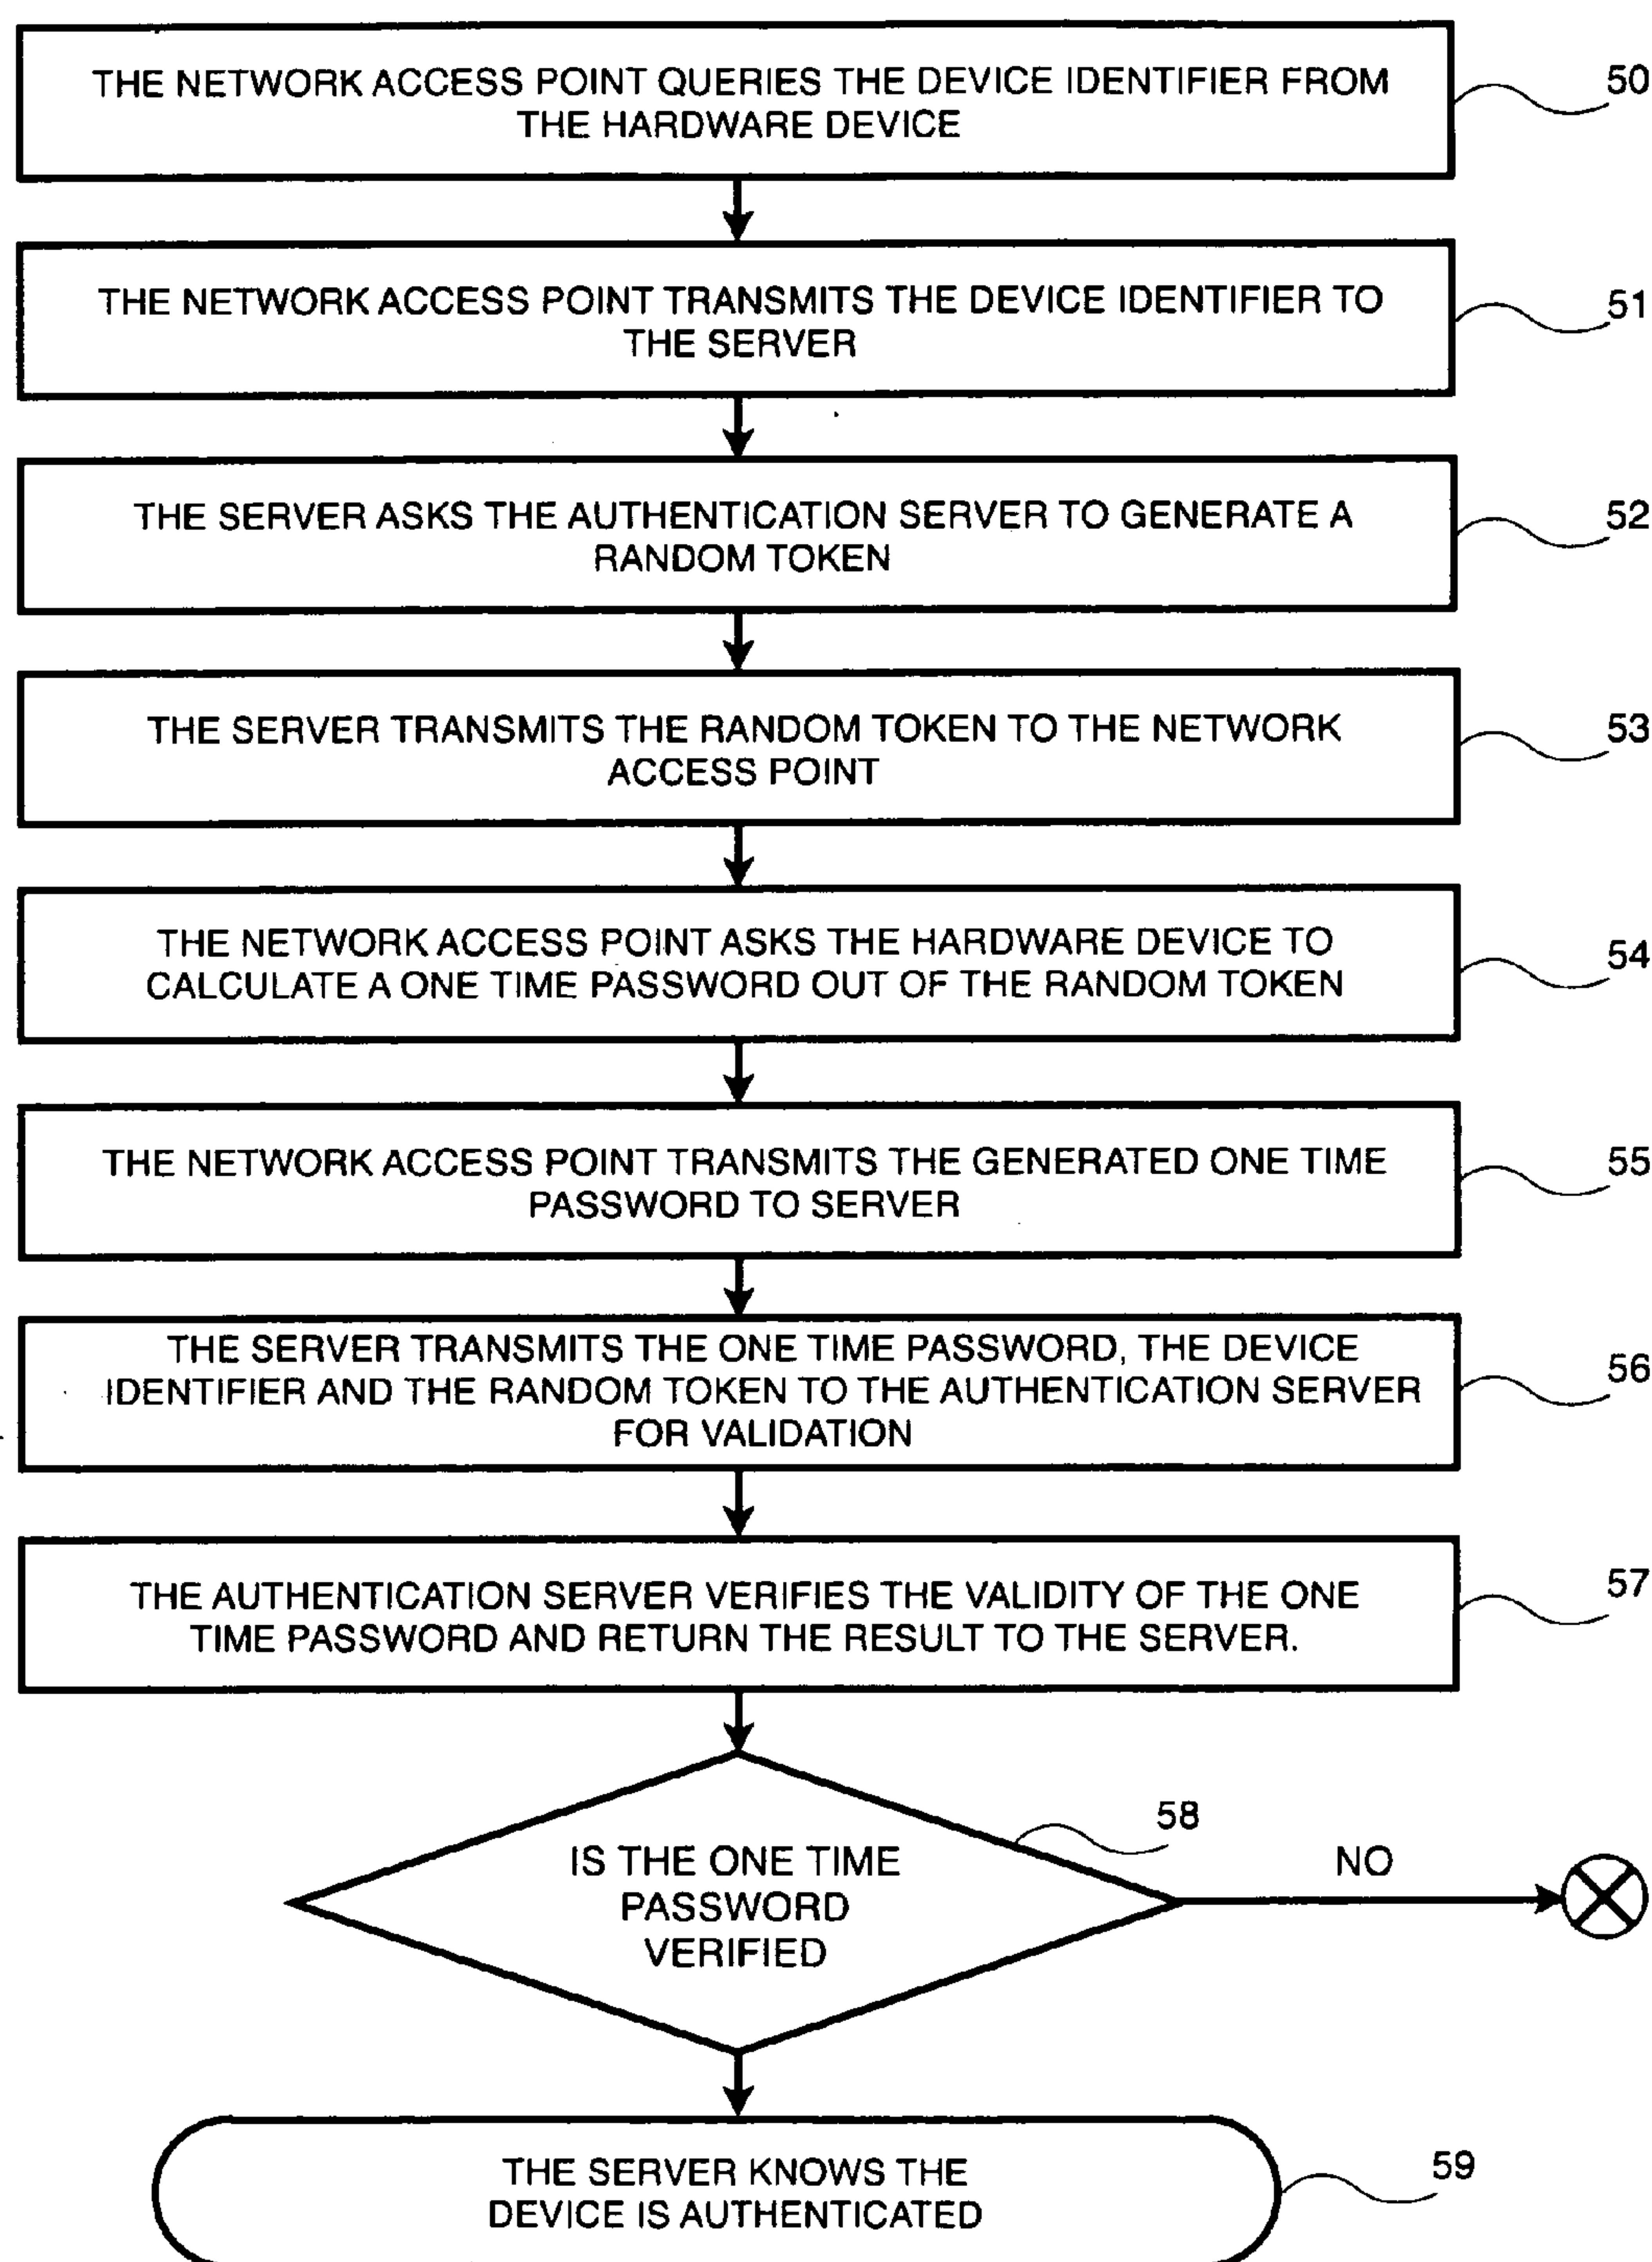 THE NETWORK ACCESS POINT QUERIES THE DEVICE IDENTIFIER FROM
THE HARDWARE DEVICE
50
THE NETWORK ACCESS POINT TRANSMITS THE DEVICE IDENTIFIER TO
THE SERVER
51
THE SERVER ASKS THE AUTHENTICATION SERVER TO GENERATE A
RANDOM TOKEN
52
THE SERVER TRANSMITS THE RANDOM TOKEN TO THE NETWORK
ACCESS POINT
53
THE NETWORK ACCESS POINT ASKS THE HARDWARE DEVICE TO
CALCULATE A ONE TIME PASSWORD OUT OF THE RANDOM TOKEN
54
THE NETWORK ACCESS POINT TRANSMITS THE GENERATED ONE TIME
PASSWORD TO SERVER
55
THE SERVER TRANSMITS THE ONE TIME PASSWORD, THE DEVICE
IDENTIFIER AND THE RANDOM TOKEN TO THE AUTHENTICATION SERVER
FOR VALIDATION
56
THE AUTHENTICATION SERVER VERIFIES THE VALIDITY OF THE ONE
TIME PASSWORD AND RETURN THE RESULT TO THE SERVER.
57
58
IS THE ONE TIME
PASSWORD
VERIFIED
NO
THE SERVER KNOWS THE
DEVICE IS AUTHENTICATED
59